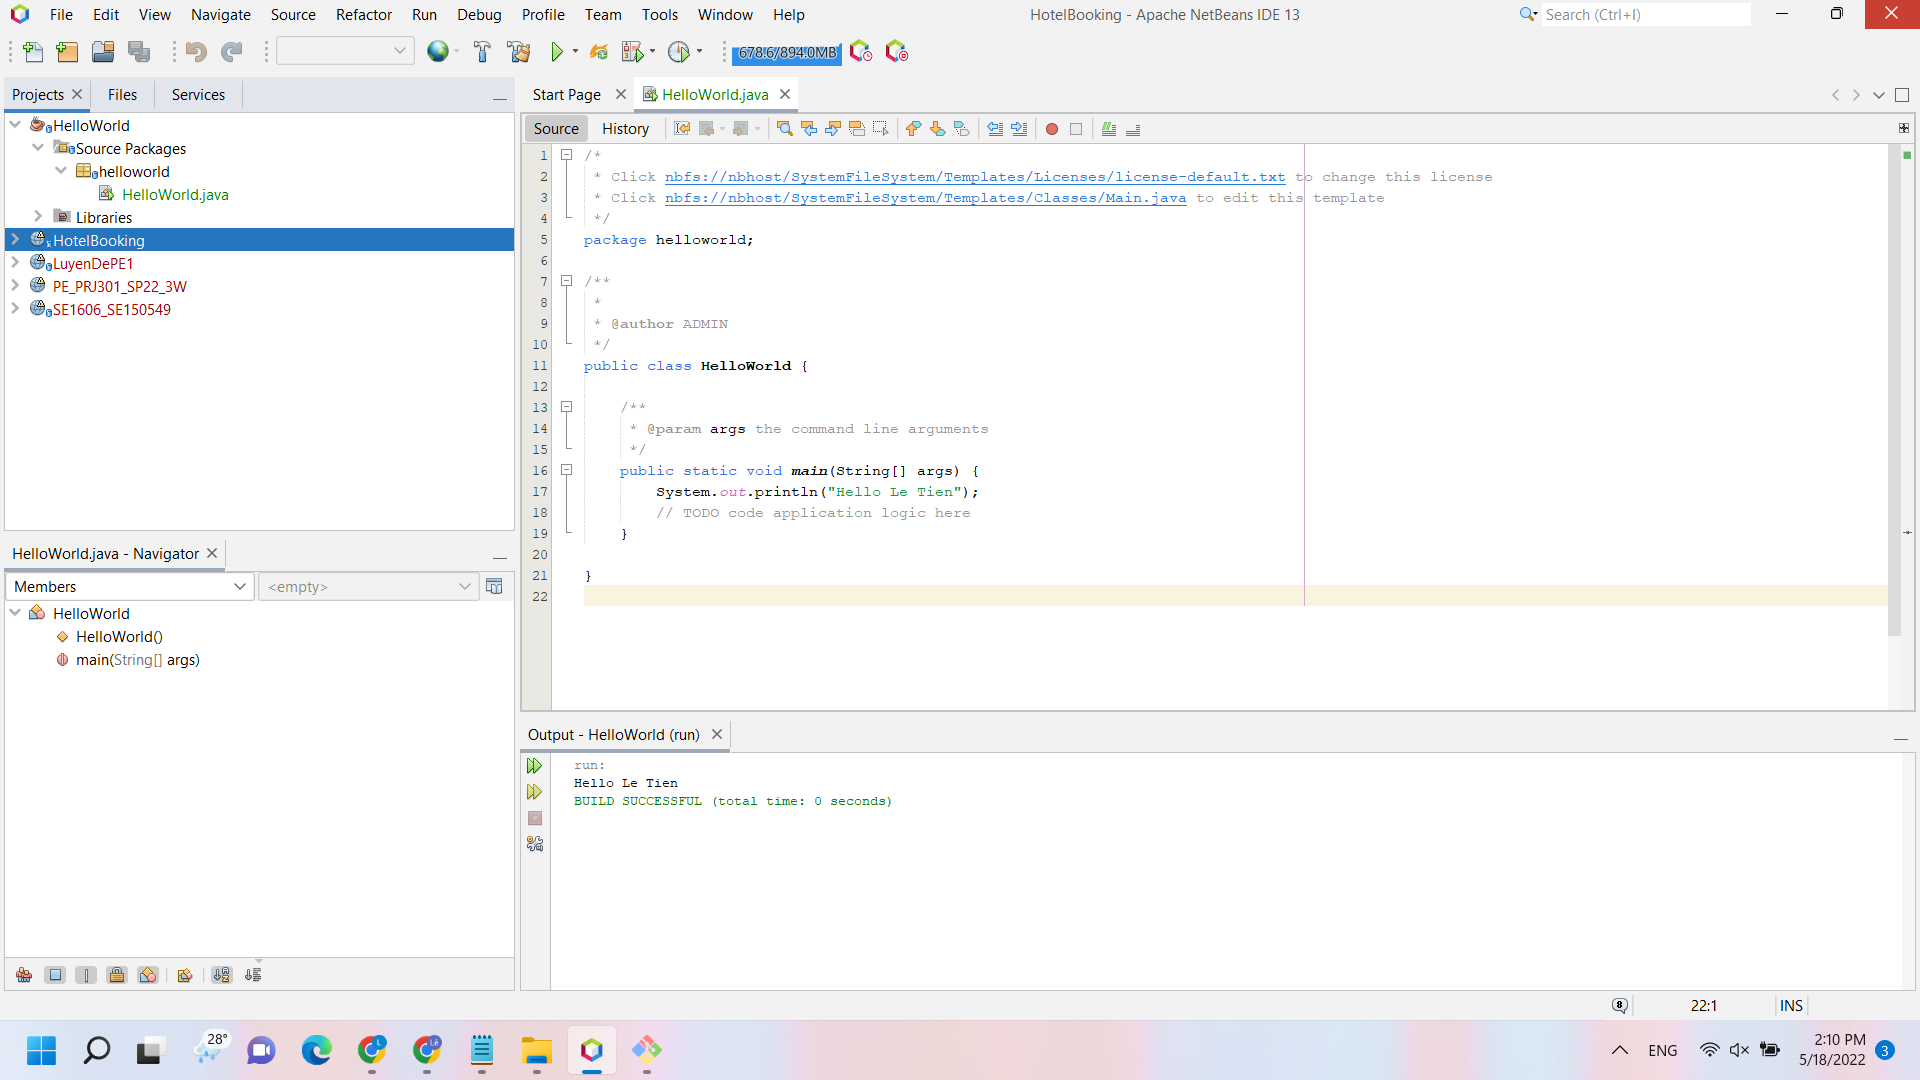 File Edit View Navigate Source Refactor Run Debug Profile Team Tools Window Help HotelBooking - Apache NetBeans IDE 13 Search (Ctrl+I)
678.6/894.0MB
Projects Files Services
HelloWorld
Source Packages
helloworld
HelloWorld.java
Libraries
HotelBooking
LuyenDePE1
PE_PRJ301_SP22_3W
SE1606_SE150549
HelloWorld.java - Navigator
Members <empty>
HelloWorld
HelloWorld()
main(String[] args)
Start Page HelloWorld.java
Source History
1 /*
2 * Click nbfs://nbhost/SystemFileSystem/Templates/Licenses/license-default.txt to change this license
3 * Click nbfs://nbhost/SystemFileSystem/Templates/Classes/Main.java to edit this template
4 */
5 package helloworld;
6
7 /**
8 *
9 * @author ADMIN
10 */
11 public class HelloWorld {
12
13 /**
14 * @param args the command line arguments
15 */
16 public static void main(String[] args) {
17 System.out.println("Hello Le Tien");
18 // TODO code application logic here
19 }
20
21 }
22
Output - HelloWorld (run)
run:
Hello Le Tien
BUILD SUCCESSFUL (total time: 0 seconds)
8 22:1 INS
28° ENG 2:10 PM
5/18/2022 3